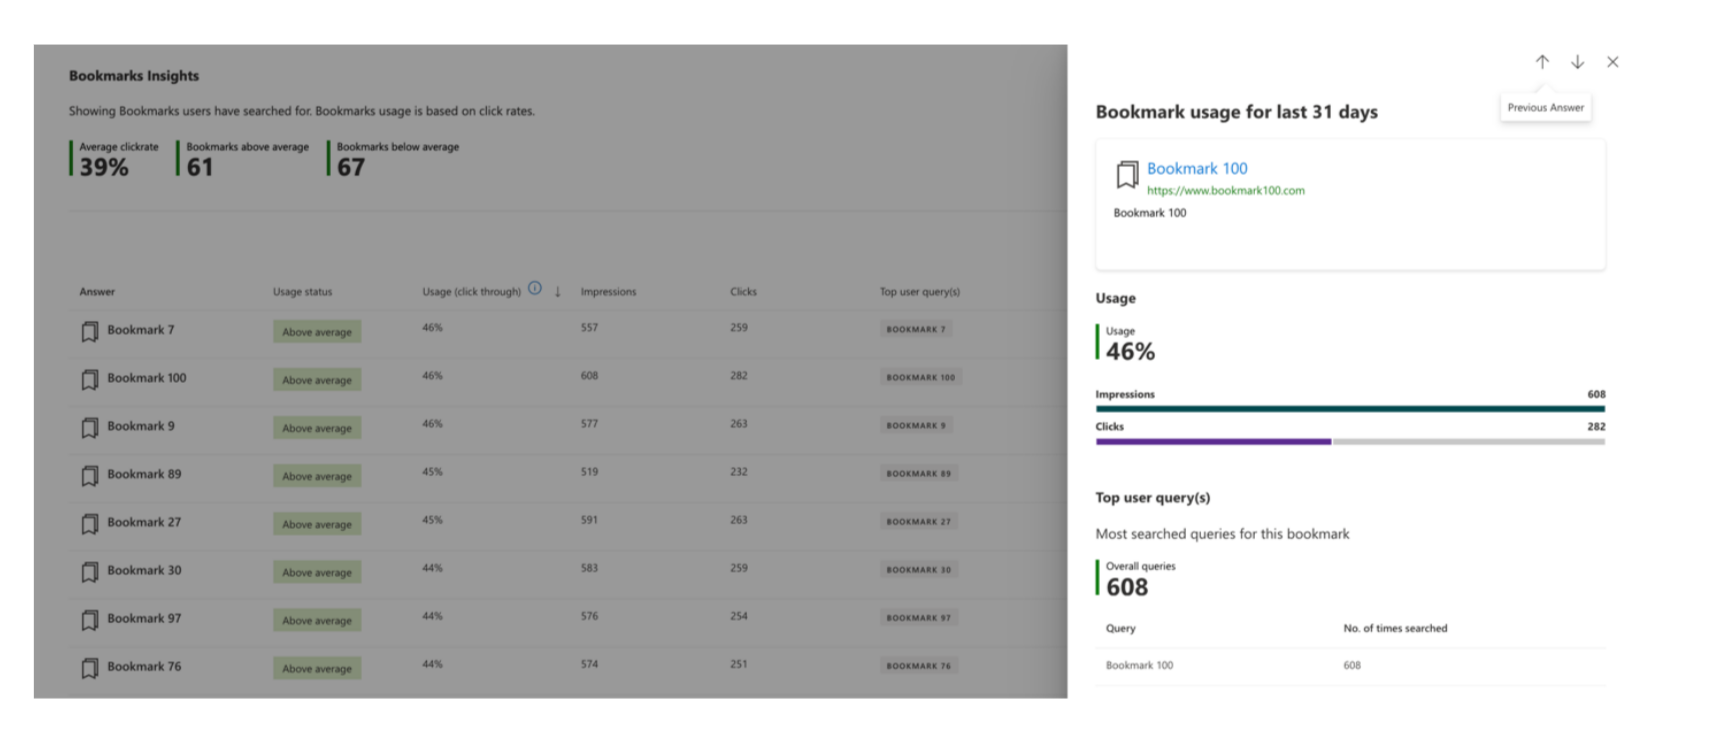 Bookmarks Insights
Showing Bookmarks users have searched for. Bookmarks usage is based on click rates.
Average clickrate Bookmarks above average Bookmarks below average
39% 61 67
Answer Usage status Usage (click through) Impressions Clicks Top user query(s)
Bookmark 7 Above average 46% 557 259 BOOKMARK 7
Bookmark 100 Above average 46% 608 282 BOOKMARK 100
Bookmark 9 Above average 46% 577 263 BOOKMARK 9
Bookmark 89 Above average 45% 519 232 BOOKMARK 89
Bookmark 27 Above average 45% 591 263 BOOKMARK 27
Bookmark 30 Above average 44% 583 259 BOOKMARK 30
Bookmark 97 Above average 44% 576 254 BOOKMARK 97
Bookmark 76 Above average 44% 574 251 BOOKMARK 76
Previous Answer
Bookmark usage for last 31 days
Bookmark 100
https://www.bookmark100.com
Bookmark 100
Usage
Usage
46%
Impressions 608
Clicks 282
Top user query(s)
Most searched queries for this bookmark
Overall queries
608
Query No. of times searched
Bookmark 100 608